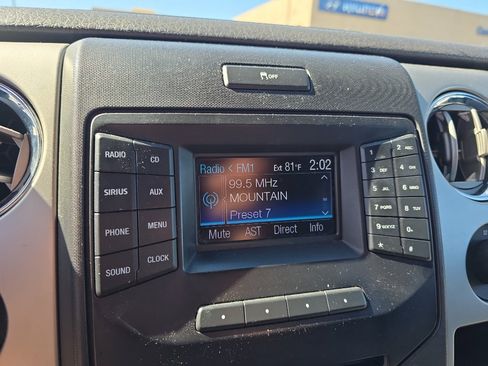 HYUNDAI
OFF
RADIO
CD
SIRIUS
AUX
PHONE
MENU
SOUND
CLOCK
Radio < FM1 Ext 81°F 2:02
99.5 MHz
MOUNTAIN
Preset 7
Mute AST Direct Info
1 2 ABC
3 DEF 4 GHI
5 JKL 6 MNO
7 PQRS 8 TUV
9 WXYZ 0
* #